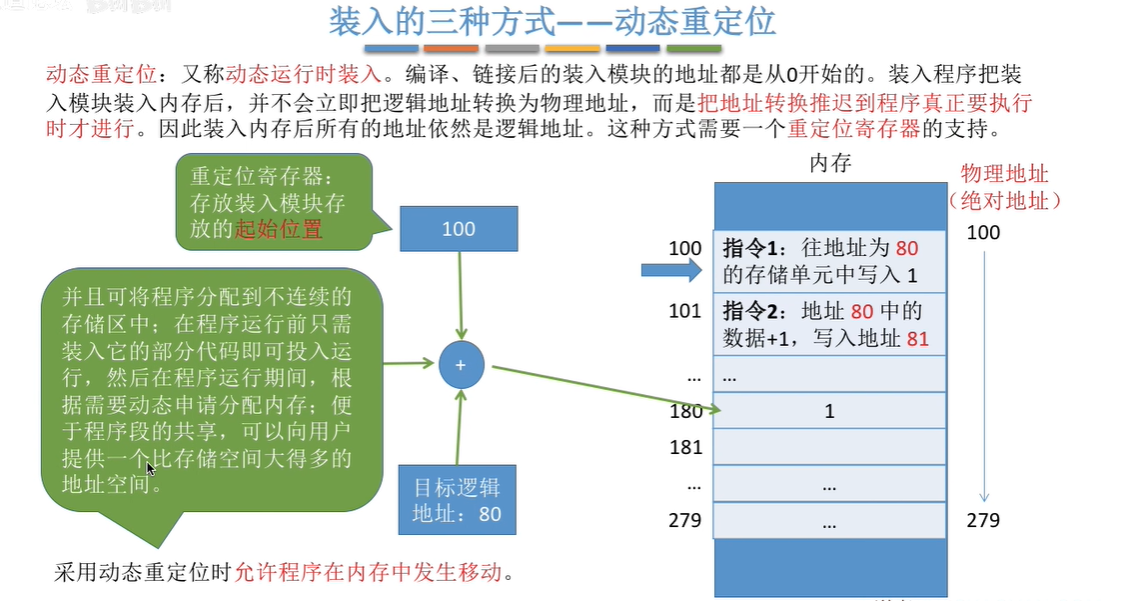 装入的三种方式——动态重定位
动态重定位：又称动态运行时装入。编译、链接后的装入模块的地址都是从0开始的。装入程序把装
入模块装入内存后，并不会立即把逻辑地址转换为物理地址，而是把地址转换推迟到程序真正要执行
时才进行。因此装入内存后所有的地址依然是逻辑地址。这种方式需要一个重定位寄存器的支持。
重定位寄存器：
存放装入模块存
放的起始位置
100
并且可将程序分配到不连续的
存储区中；在程序运行前只需
装入它的部分代码即可投入运
行，然后在程序运行期间，根
据需要动态申请分配内存；便
于程序段的共享，可以向用户
提供一个比存储空间大得多的
地址空间。
+
目标逻辑
地址：80
采用动态重定位时允许程序在内存中发生移动。
内存
物理地址
（绝对地址）
100
100
指令1：往地址为 80
的存储单元中写入 1
101
指令2：地址 80 中的
数据+1，写入地址 81
...
...
180
1
181
...
...
279
...
279